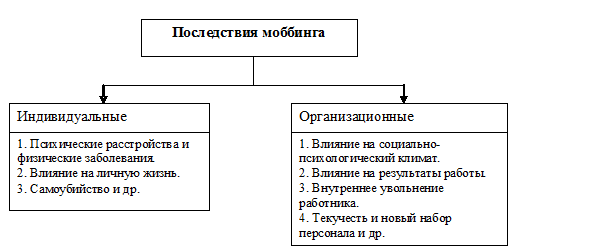 Последствия моббинга
Индивидуальные
1. Психические расстройства и
физические заболевания.
2. Влияние на личную жизнь.
3. Самоубийство и др.
Организационные
1. Влияние на социально-
психологический климат.
2. Влияние на результаты работы.
3. Внутреннее увольнение
работника.
4. Текучесть и новый набор
персонала и др.